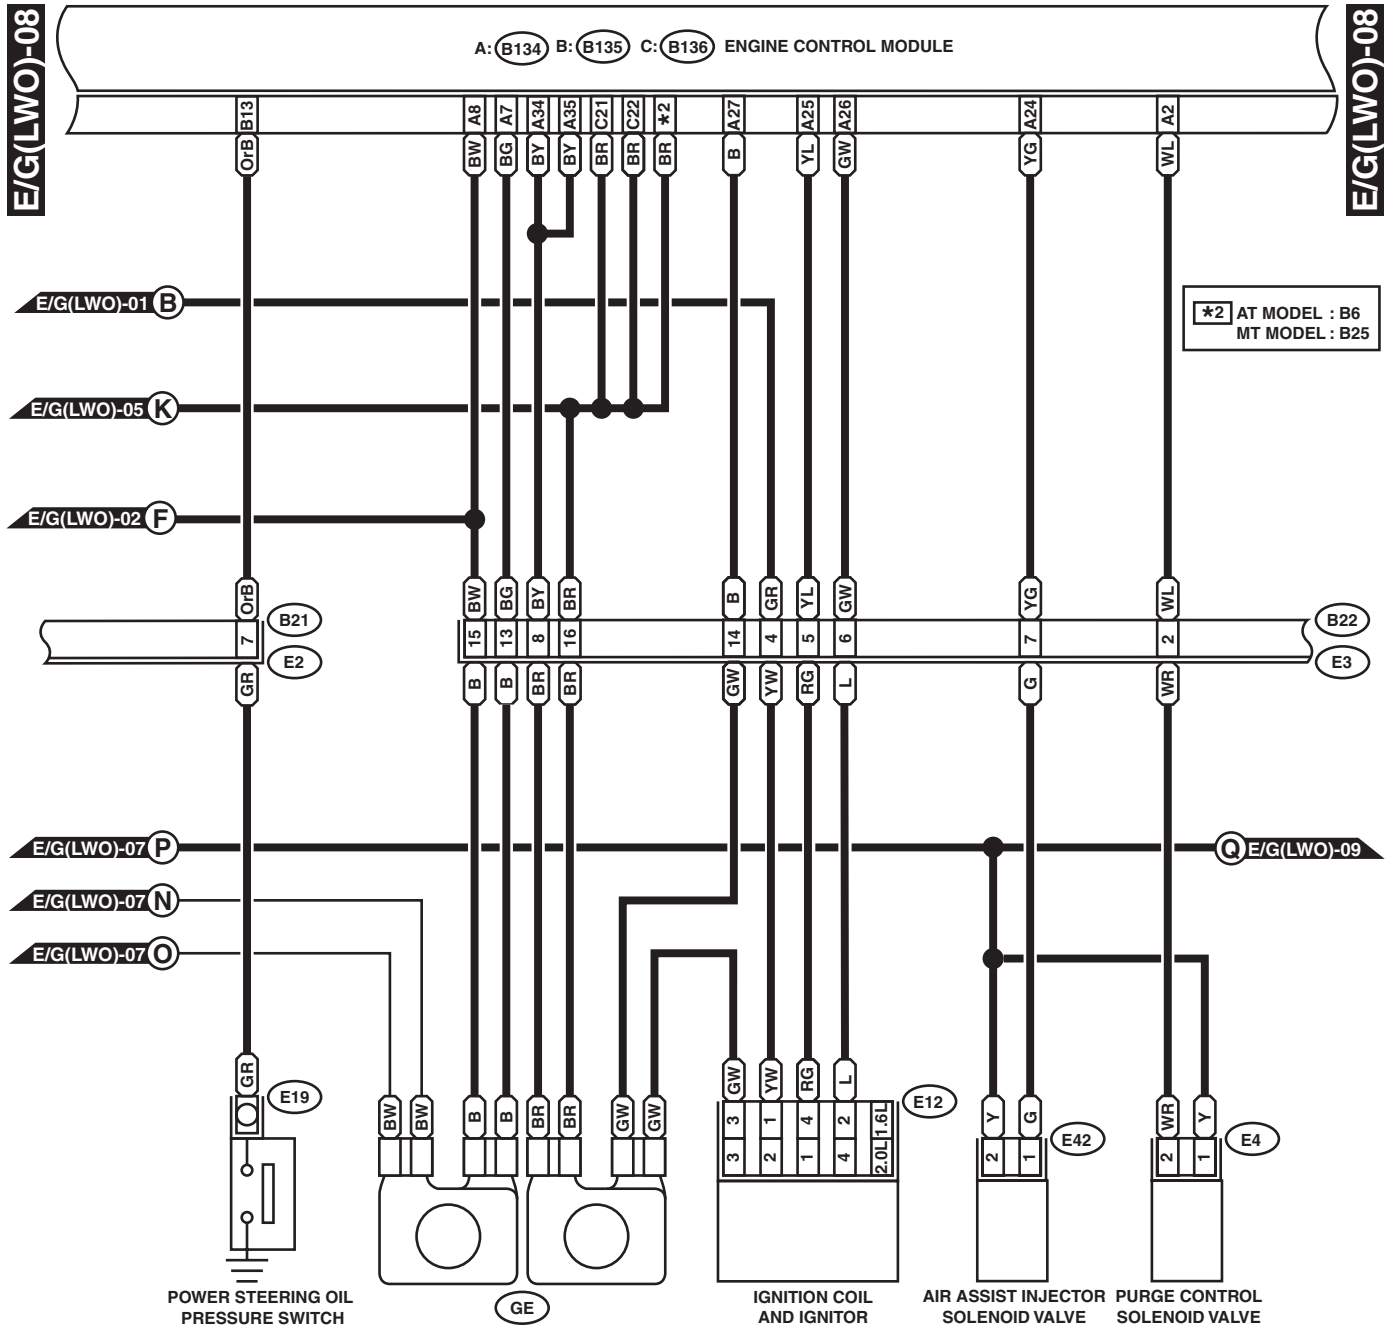 E/G(LWO)-08
E/G(LWO)-08
A: B134 B: B135 C: B136 ENGINE CONTROL MODULE
B13 A8 A7 A34 A35 C21 C22 *2 A27 A25 A26 A24 A2
OrB BW BG BY BY BR BR BR B YL GW YG WL
E/G(LWO)-01 B
*2 AT MODEL : B6
MT MODEL : B25
E/G(LWO)-05 K
E/G(LWO)-02 F
OrB BW BG BY BR B GR YL GW YG WL
B21 B22
7 15 13 8 16 14 4 5 6 7 2
E2 E3
GR B B BR BR GW YW RG L G WR
E/G(LWO)-07 P
Q E/G(LWO)-09
E/G(LWO)-07 N
E/G(LWO)-07 O
GR GW YW RG L
E19 BW BW B B BR BR GW GW E12 Y G WR Y
3 1 4 2 1.6L
3 2 1 4 2.0L
2 1 E42 2 1 E4
POWER STEERING OIL
PRESSURE SWITCH
GE
IGNITION COIL
AND IGNITOR
AIR ASSIST INJECTOR
SOLENOID VALVE
PURGE CONTROL
SOLENOID VALVE